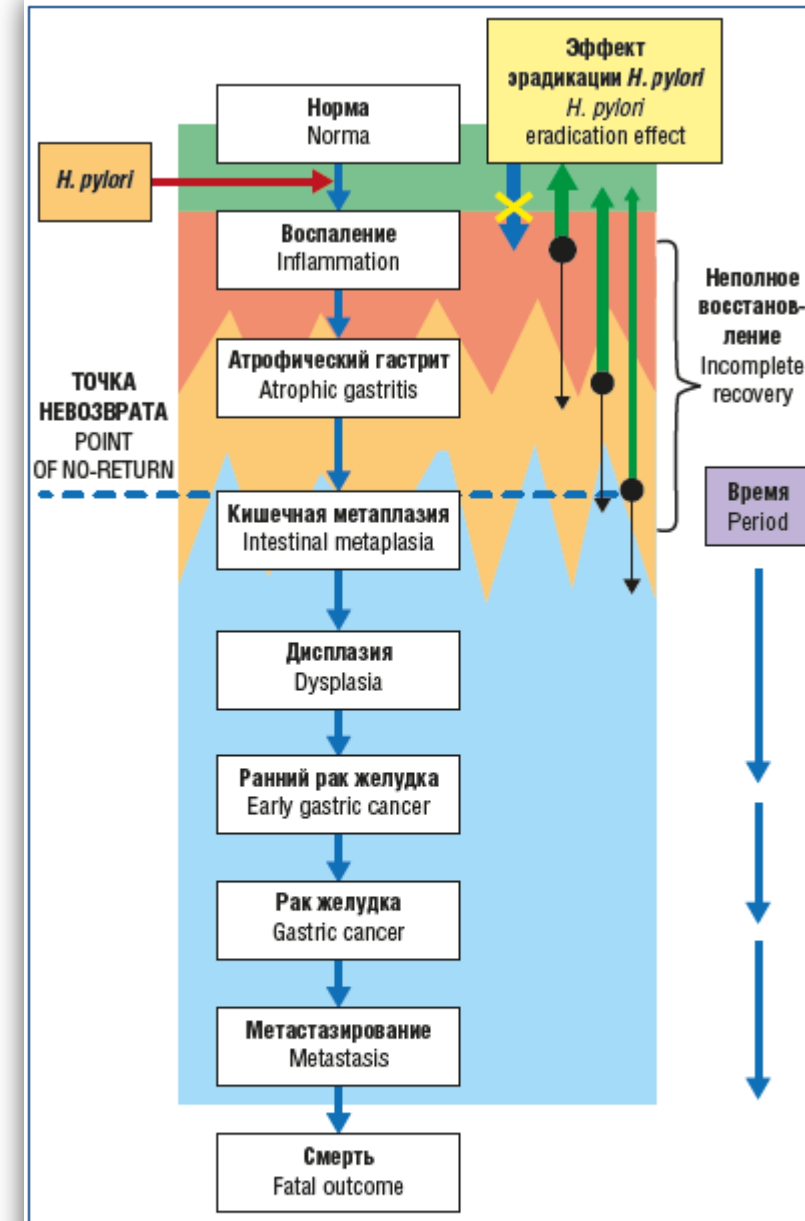 Эффект
эрадикации H. pylori
H. pylori
eradication effect
Норма
Norma
H. pylori
Воспаление
Inflammation
Неполное
восстанов-
ление
Incomplete
recovery
Атрофический гастрит
Atrophic gastritis
ТОЧКА
НЕВОЗВРАТА
POINT
OF NO-RETURN
Время
Period
Кишечная метаплазия
Intestinal metaplasia
Дисплазия
Dysplasia
Ранний рак желудка
Early gastric cancer
Рак желудка
Gastric cancer
Метастазирование
Metastasis
Смерть
Fatal outcome